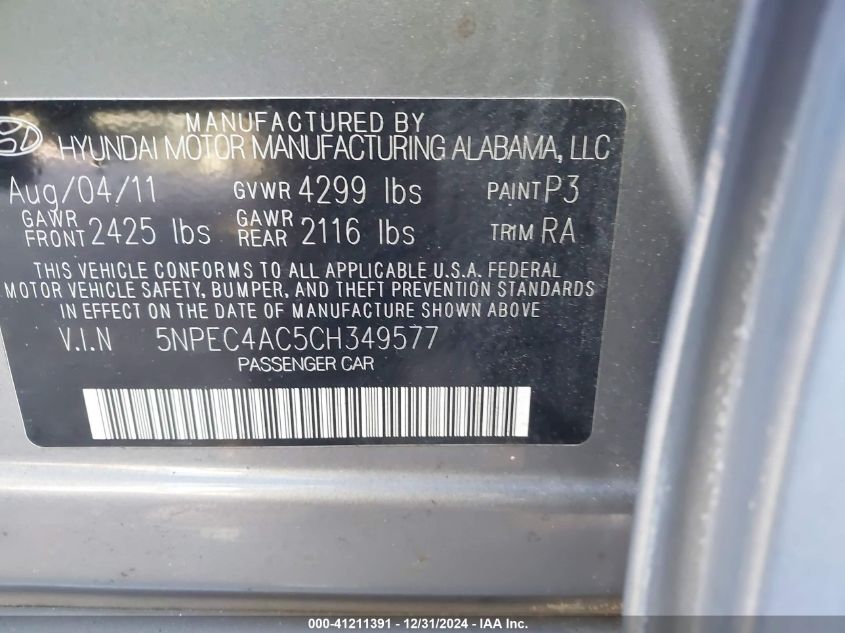 MANUFACTURED BY
HYUNDAI MOTOR MANUFACTURING ALABAMA, LLC
Aug/04/11 GVWR 4299 lbs PAINT P3
GAWR FRONT 2425 lbs GAWR REAR 2116 lbs TRIM RA
THIS VEHICLE CONFORMS TO ALL APPLICABLE U.S.A. FEDERAL
MOTOR VEHICLE SAFETY, BUMPER, AND THEFT PREVENTION STANDARDS
IN EFFECT ON THE DATE OF MANUFACTURE SHOWN ABOVE
V.I.N 5NPEC4AC5CH349577
PASSENGER CAR
000-41211391 - 12/31/2024 - IAA Inc.